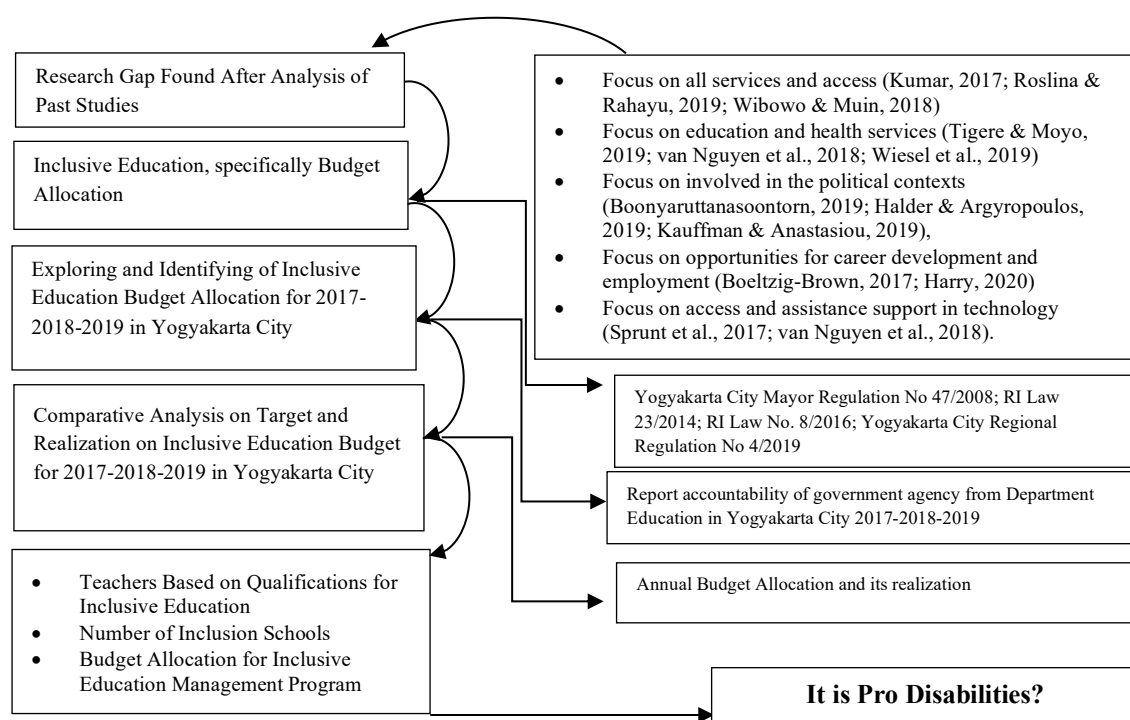 Research Gap Found After Analysis of
Past Studies
Inclusive Education, specifically Budget
Allocation
Exploring and Identifying of Inclusive
Education Budget Allocation for 2017-
2018-2019 in Yogyakarta City
Comparative Analysis on Target and
Realization on Inclusive Education Budget
for 2017-2018-2019 in Yogyakarta City
• Teachers Based on Qualifications for
Inclusive Education
• Number of Inclusion Schools
• Budget Allocation for Inclusive
Education Management Program
• Focus on all services and access (Kumar, 2017; Roslina &
Rahayu, 2019; Wibowo & Muin, 2018)
• Focus on education and health services (Tigere & Moyo,
2019; van Nguyen et al., 2018; Wiesel et al., 2019)
• Focus on involved in the political contexts
(Boonyaruttanasoontorn, 2019; Halder & Argyropoulos,
2019; Kauffman & Anastasiou, 2019),
• Focus on opportunities for career development and
employment (Boeltzig-Brown, 2017; Harry, 2020)
• Focus on access and assistance support in technology
(Sprunt et al., 2017; van Nguyen et al., 2018).
Yogyakarta City Mayor Regulation No 47/2008; RI Law
23/2014; RI Law No. 8/2016; Yogyakarta City Regional
Regulation No 4/2019
Report accountability of government agency from Department
Education in Yogyakarta City 2017-2018-2019
Annual Budget Allocation and its realization
It is Pro Disabilities?